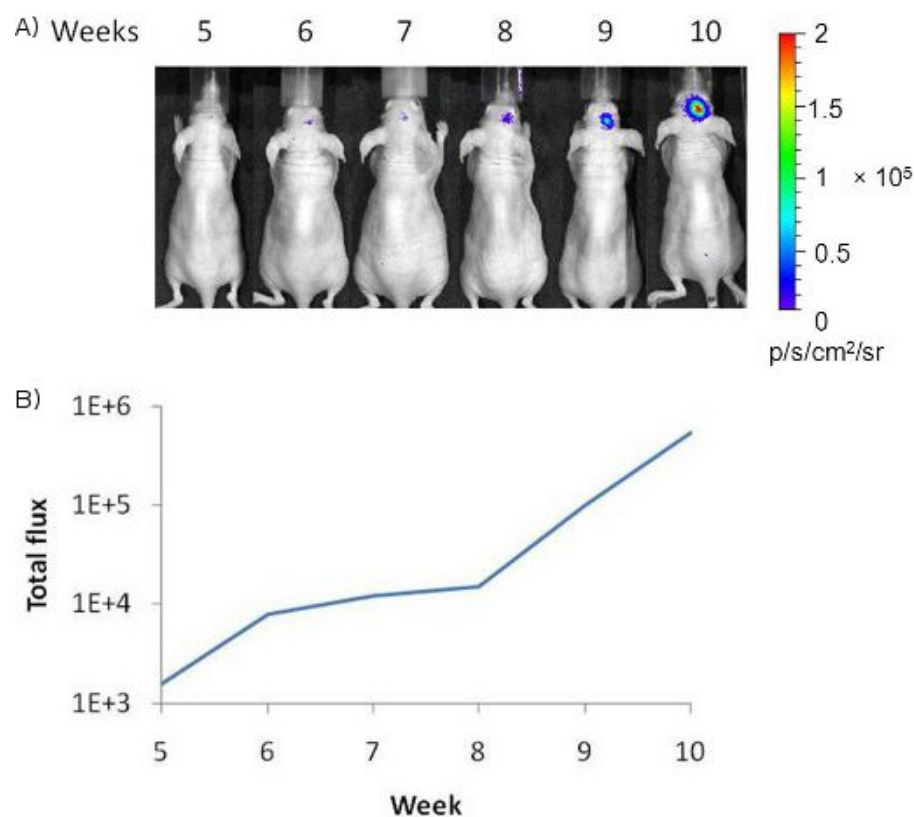 A) Weeks 5 6 7 8 9 10
2
1.5
1 × 10⁵
0.5
0
p/s/cm²/sr
B)
1E+6
1E+5
1E+4
1E+3
Total flux
5 6 7 8 9 10
Week